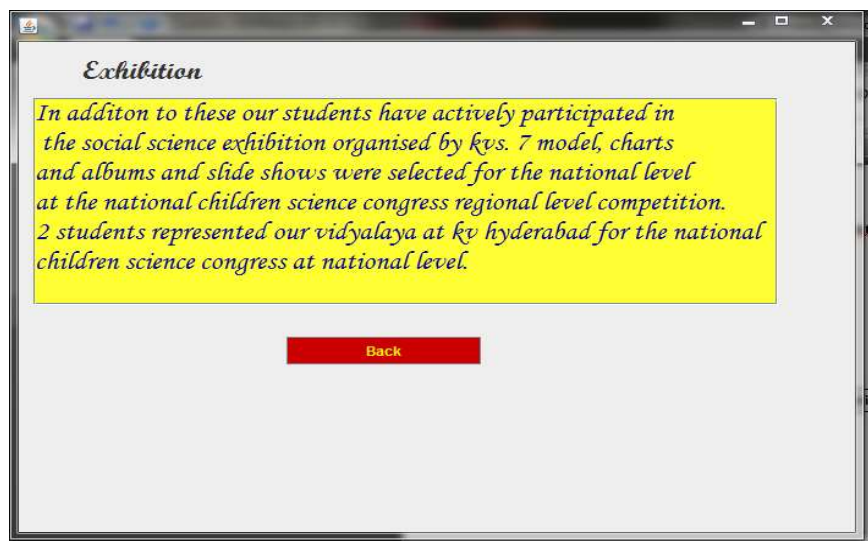 Exhibition
In additon to these our students have actively participated in
the social science exhibition organised by kvs. 7 model, charts
and albums and slide shows were selected for the national level
at the national children science congress regional level competition.
2 students represented our vidyalaya at kv hyderabad for the national
children science congress at national level.
Back